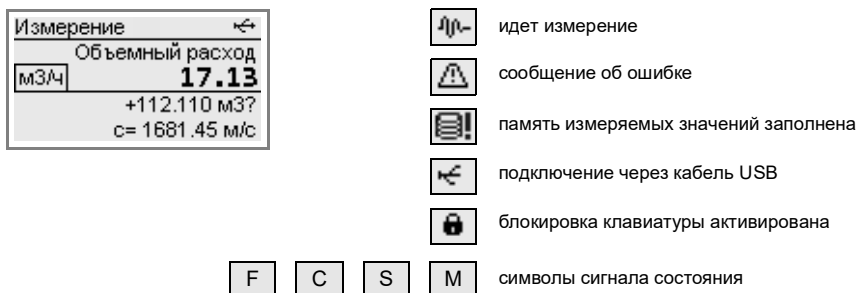 Измерение
Объемный расход
м3/ч 17.13
+112.110 м3?
c= 1681.45 м/с
идет измерение
сообщение об ошибке
память измеряемых значений заполнена
подключение через кабель USB
блокировка клавиатуры активирована
F C S M символы сигнала состояния